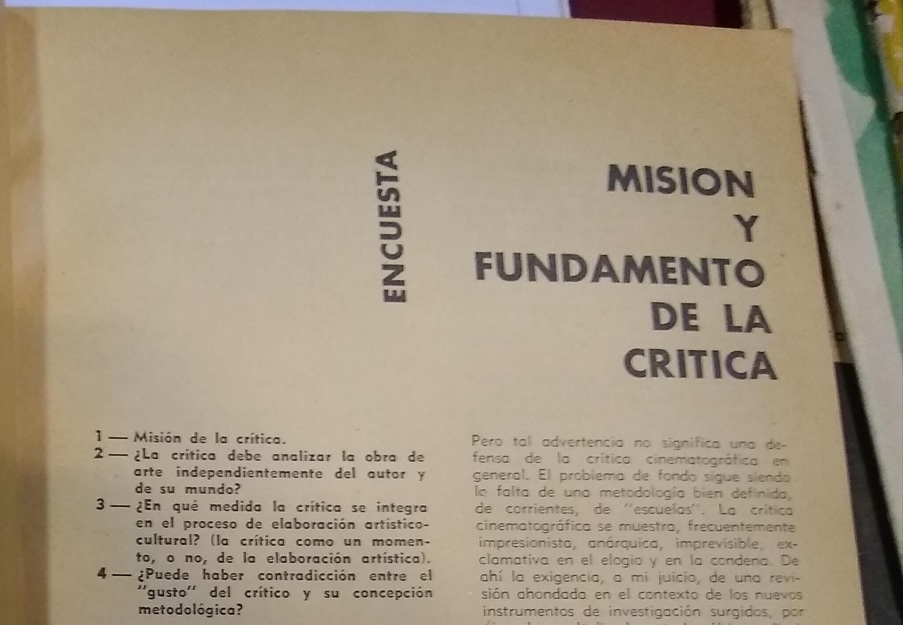 ENCUESTA
MISION
Y
FUNDAMENTO
DE LA
CRITICA
1 — Misión de la crítica.
2 — ¿La crítica debe analizar la obra de
arte independientemente del autor y
de su mundo?
3 — ¿En qué medida la crítica se integra
en el proceso de elaboración artístico-
cultural? (la crítica como un momen-
to, o no, de la elaboración artística).
4 — ¿Puede haber contradicción entre el
"gusto" del crítico y su concepción
metodológica?
Pero tal advertencia no significa una de-
fensa de la crítica cinematográfica en
general. El problema de fondo sigue siendo
la falta de una metodología bien definida,
de corrientes, de "escuelas". La crítica
cinematográfica se muestra, frecuentemente
impresionista, anárquica, imprevisible, ex-
clamativa en el elogio y en la condena. De
ahí la exigencia, a mi juicio, de una revi-
sión ahondada en el contexto de los nuevos
instrumentos de investigación surgidos, por